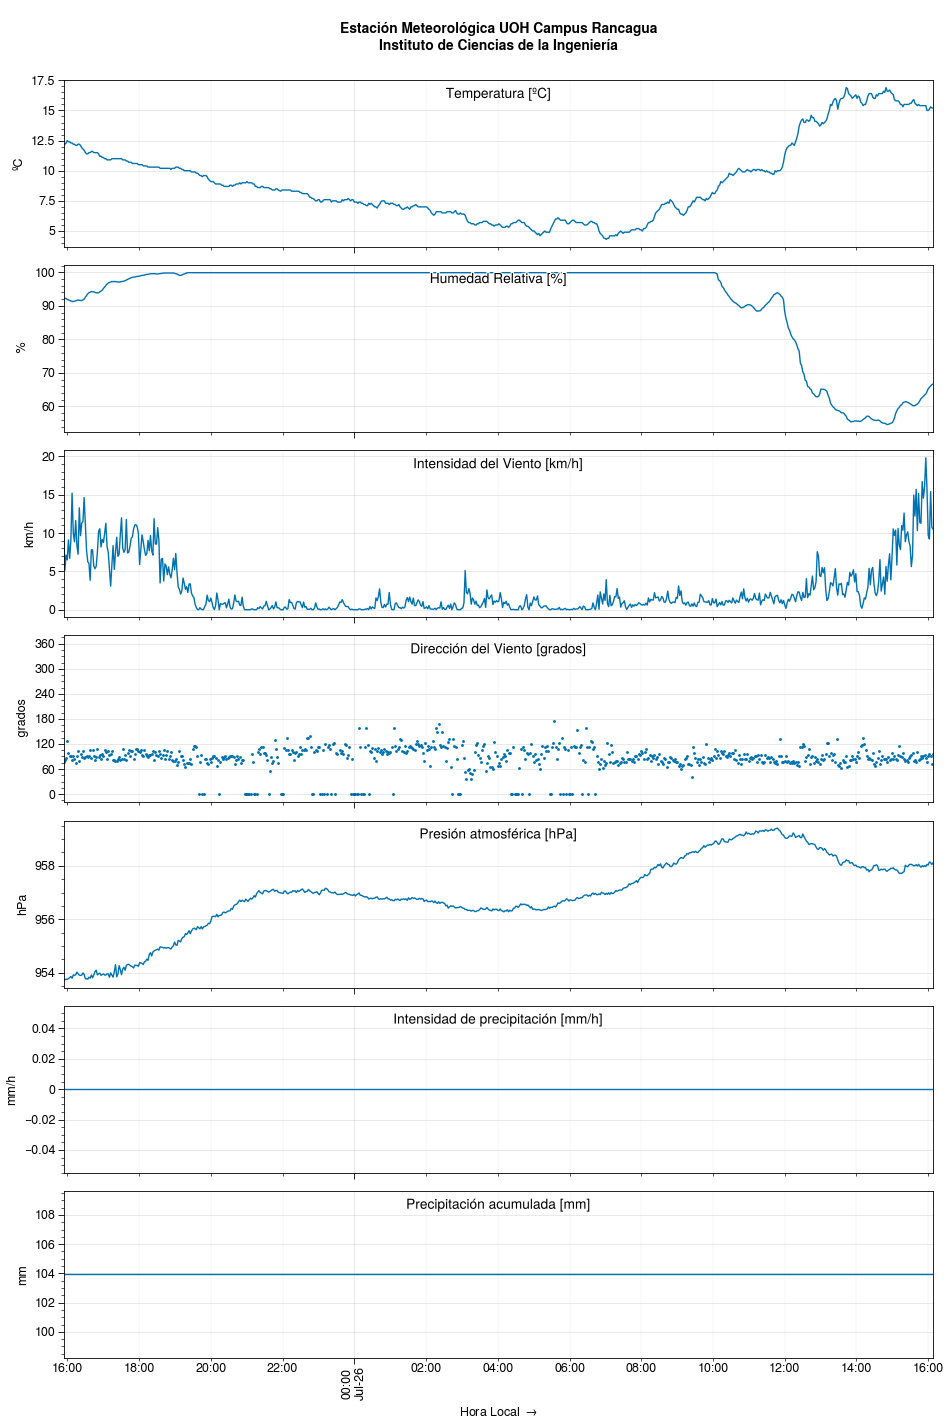 Estación Meteorológica UOH Campus Rancagua
Instituto de Ciencias de la Ingeniería
Temperatura [ºC]
ºC
17.5
15
12.5
10
7.5
5
Humedad Relativa [%]
%
100
90
80
70
60
Intensidad del Viento [km/h]
km/h
20
15
10
5
0
Dirección del Viento [grados]
grados
360
300
240
180
120
60
0
Presión atmosférica [hPa]
hPa
958
956
954
Intensidad de precipitación [mm/h]
mm/h
0.04
0.02
0
−0.02
−0.04
Precipitación acumulada [mm]
mm
108
106
104
102
100
16:00 18:00 20:00 22:00 00:00 02:00 04:00 06:00 08:00 10:00 12:00 14:00 16:00
Jul-26
Hora Local →